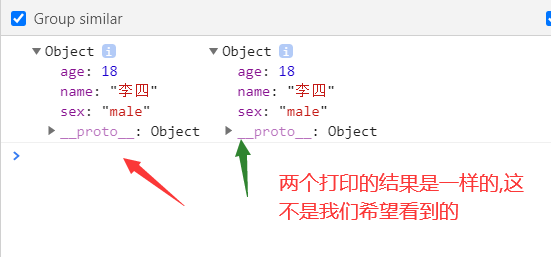 Group similar
Object i Object i
age: 18 age: 18
name: "李四" name: "李四"
sex: "male" sex: "male"
__proto__: Object __proto__: Object
两个打印的结果是一样的,这
不是我们希望看到的